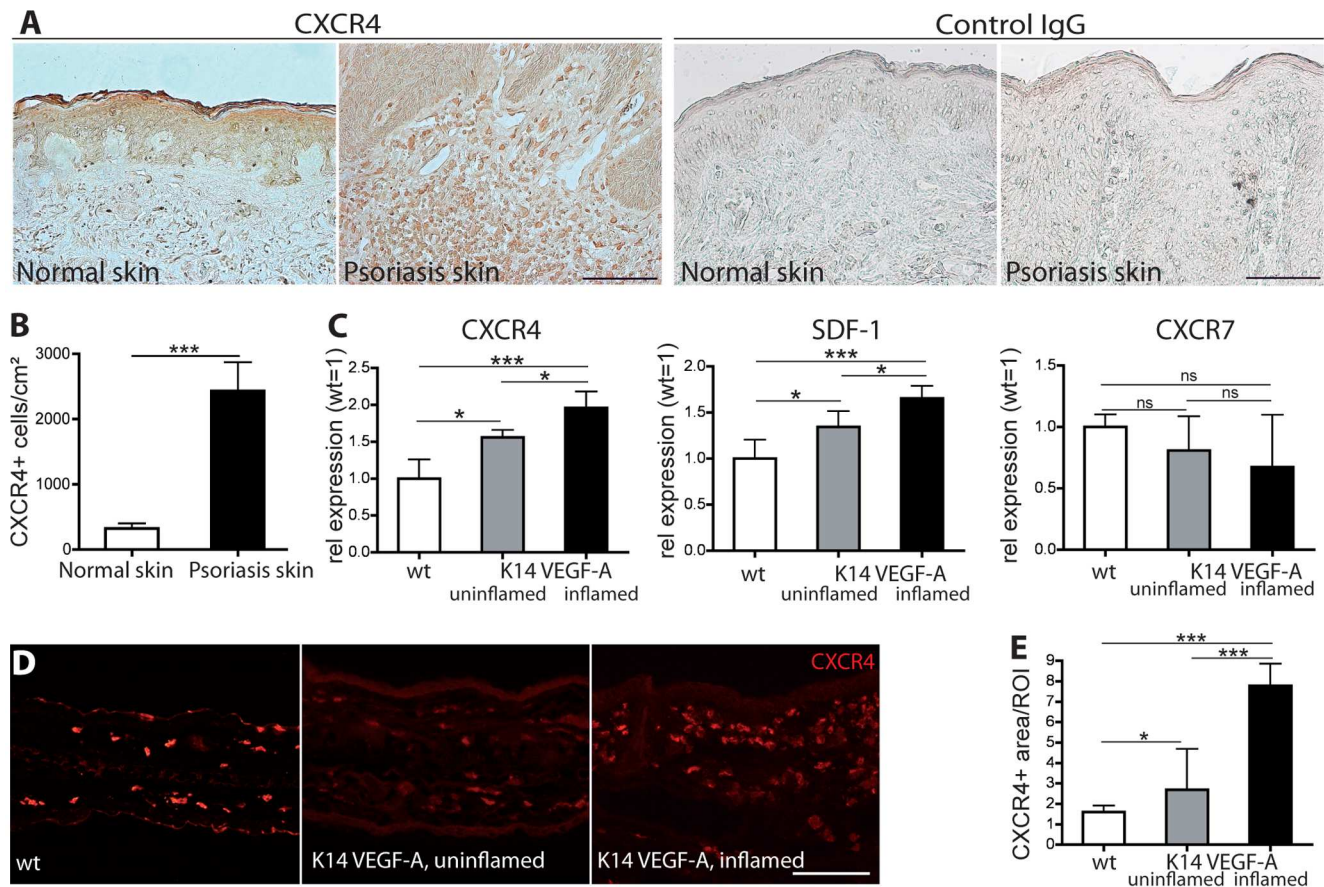 A
CXCR4
Control IgG
Normal skin
Psoriasis skin
Normal skin
Psoriasis skin
B
CXCR4+ cells/cm²
3000
2000
1000
0
***
Normal skin
Psoriasis skin
C
CXCR4
rel expression (wt=1)
2.5
2.0
1.5
1.0
0.5
0.0
***
*
*
wt
K14 VEGF-A
uninflamed
inflamed
SDF-1
rel expression (wt=1)
2.0
1.5
1.0
0.5
0.0
***
*
*
wt
K14 VEGF-A
uninflamed
inflamed
CXCR7
rel expression (wt=1)
1.5
1.0
0.5
0.0
ns
ns
ns
wt
K14 VEGF-A
uninflamed
inflamed
D
CXCR4
wt
K14 VEGF-A, uninflamed
K14 VEGF-A, inflamed
E
CXCR4+ area/ROI
9
8
7
6
5
4
3
2
1
0
***
***
*
wt
K14 VEGF-A
uninflamed
inflamed